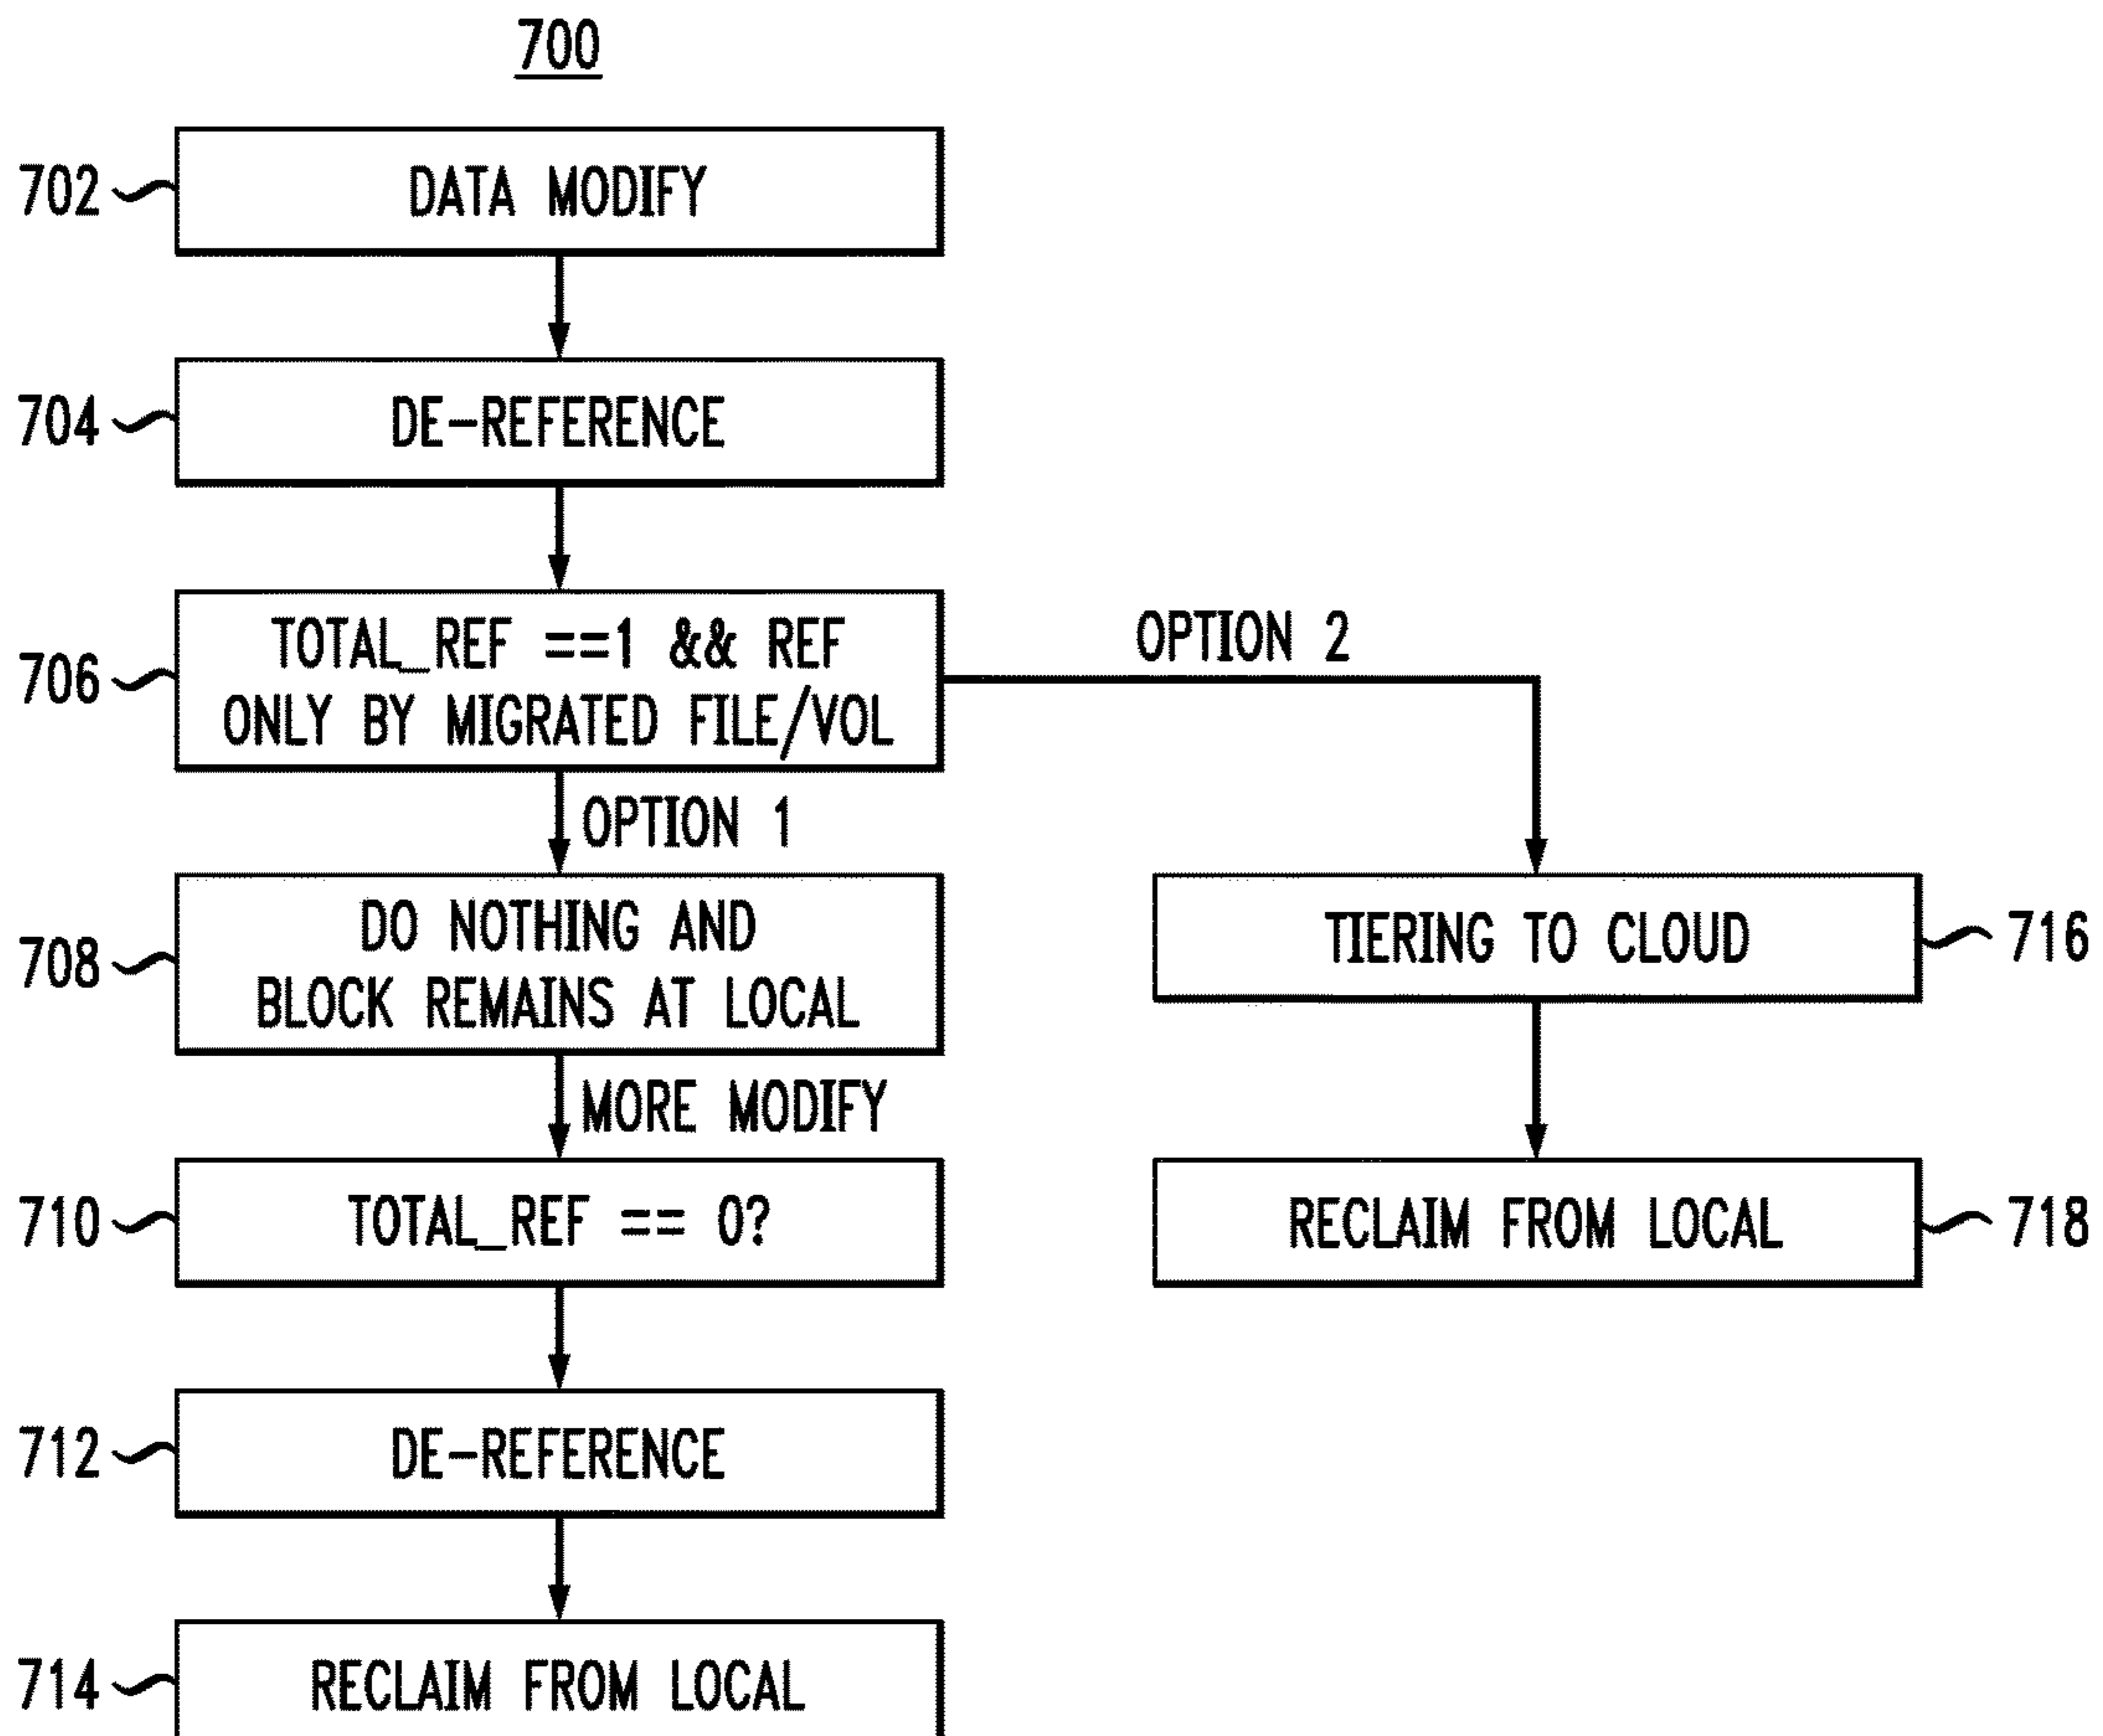 700
702
DATA MODIFY
704
DE-REFERENCE
706
TOTAL_REF ==1 && REF
ONLY BY MIGRATED FILE/VOL
OPTION 2
OPTION 1
708
DO NOTHING AND
BLOCK REMAINS AT LOCAL
TIERING TO CLOUD
716
MORE MODIFY
710
TOTAL_REF == 0?
RECLAIM FROM LOCAL
718
712
DE-REFERENCE
714
RECLAIM FROM LOCAL